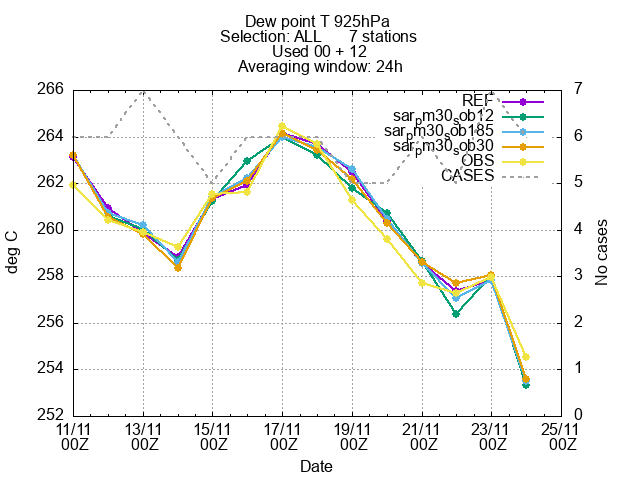 Dew point T 925hPa
Selection: ALL 7 stations
Used 00 + 12
Averaging window: 24h
REF
sarpm30sob12
sarpm30sob185
sarpm30sob30
OBS
CASES
266
264
262
260
258
256
254
252
7
6
5
4
3
2
1
0
deg C
No cases
11/11 13/11 15/11 17/11 19/11 21/11 23/11 25/11
00Z 00Z 00Z 00Z 00Z 00Z 00Z 00Z
Date